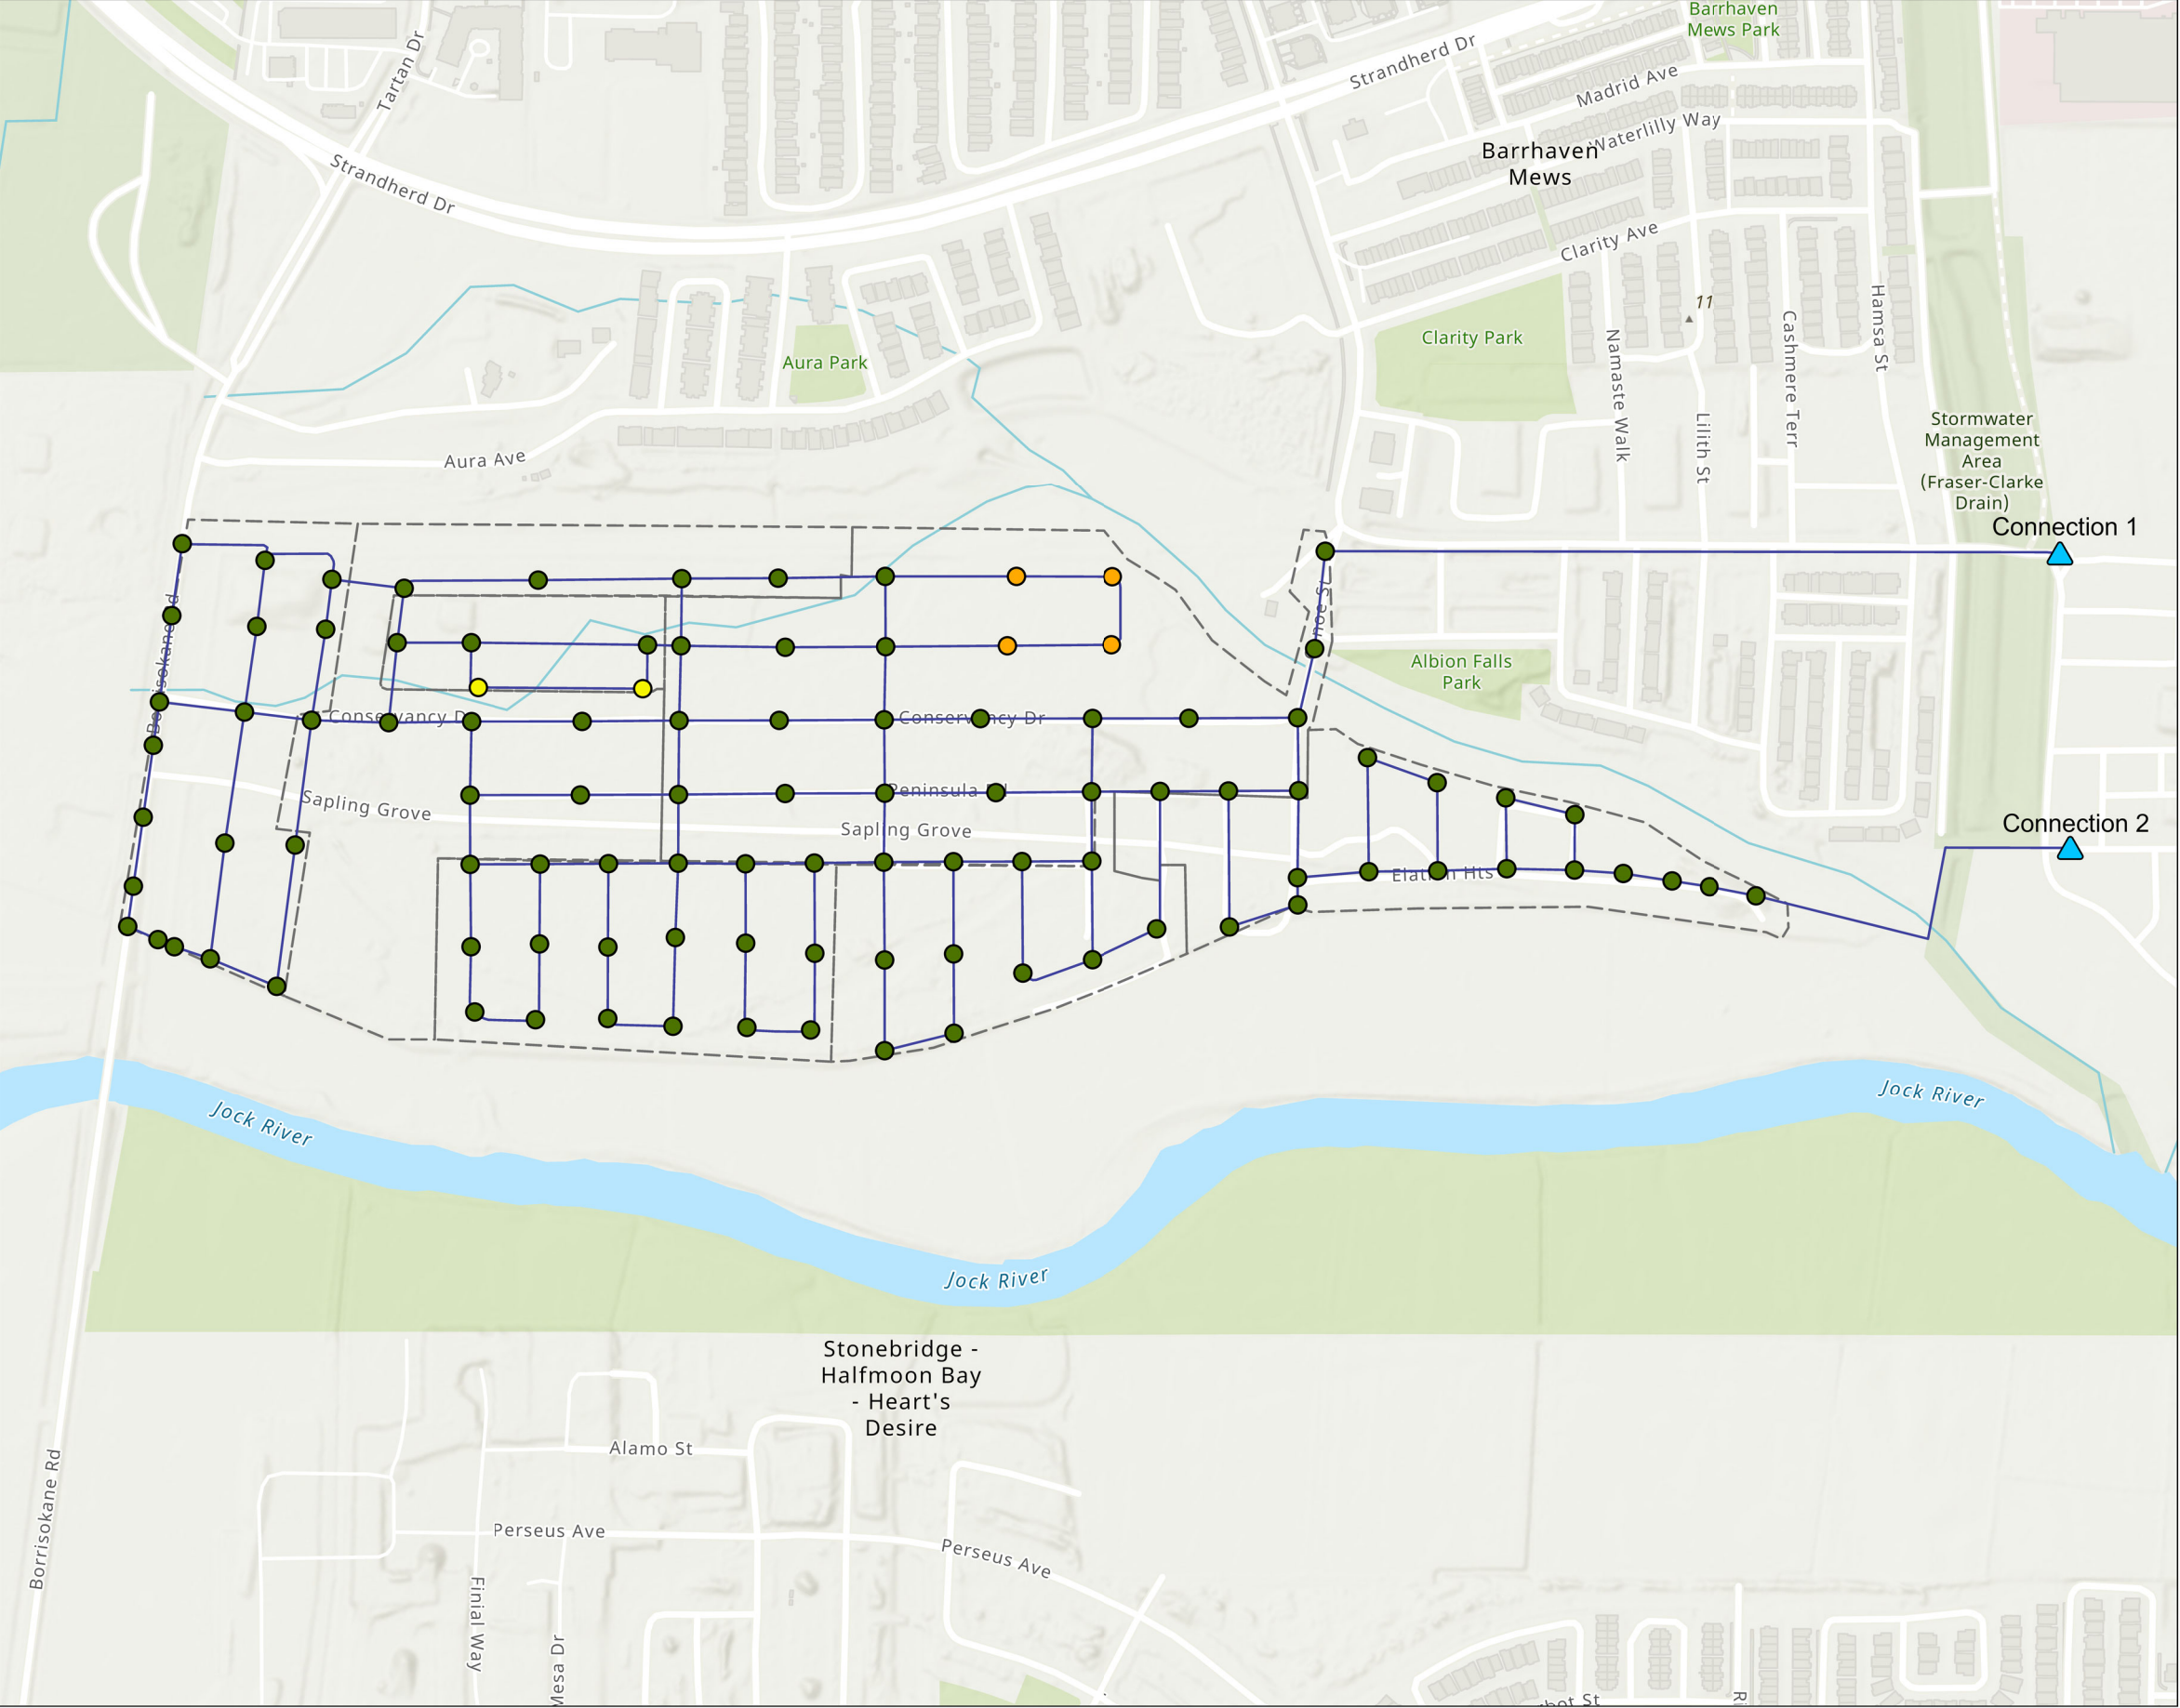 Barrhaven
Mews Park
Tartan Dr
Strandherd Dr
Madrid Ave
Waterlilly Way
Barrhaven
Mews
Strandherd Dr
Clarity Ave
11
Hamsa St
Cashmere Terr
Namaste Walk
Clarity Park
Aura Park
Lilith St
Stormwater
Management
Area
(Fraser-Clarke
Drain)
Aura Ave
Connection 1
Albion Falls
Park
Conservancy D
Conservancy Dr
Peninsula
Sapling Grove
Sapling Grove
Connection 2
Hts
Jock River
Jock River
Jock River
Stonebridge -
Halfmoon Bay
- Heart's
Desire
Alamo St
Borrisokane Rd
Perseus Ave
Perseus Ave
Finial Way
Mesa Dr